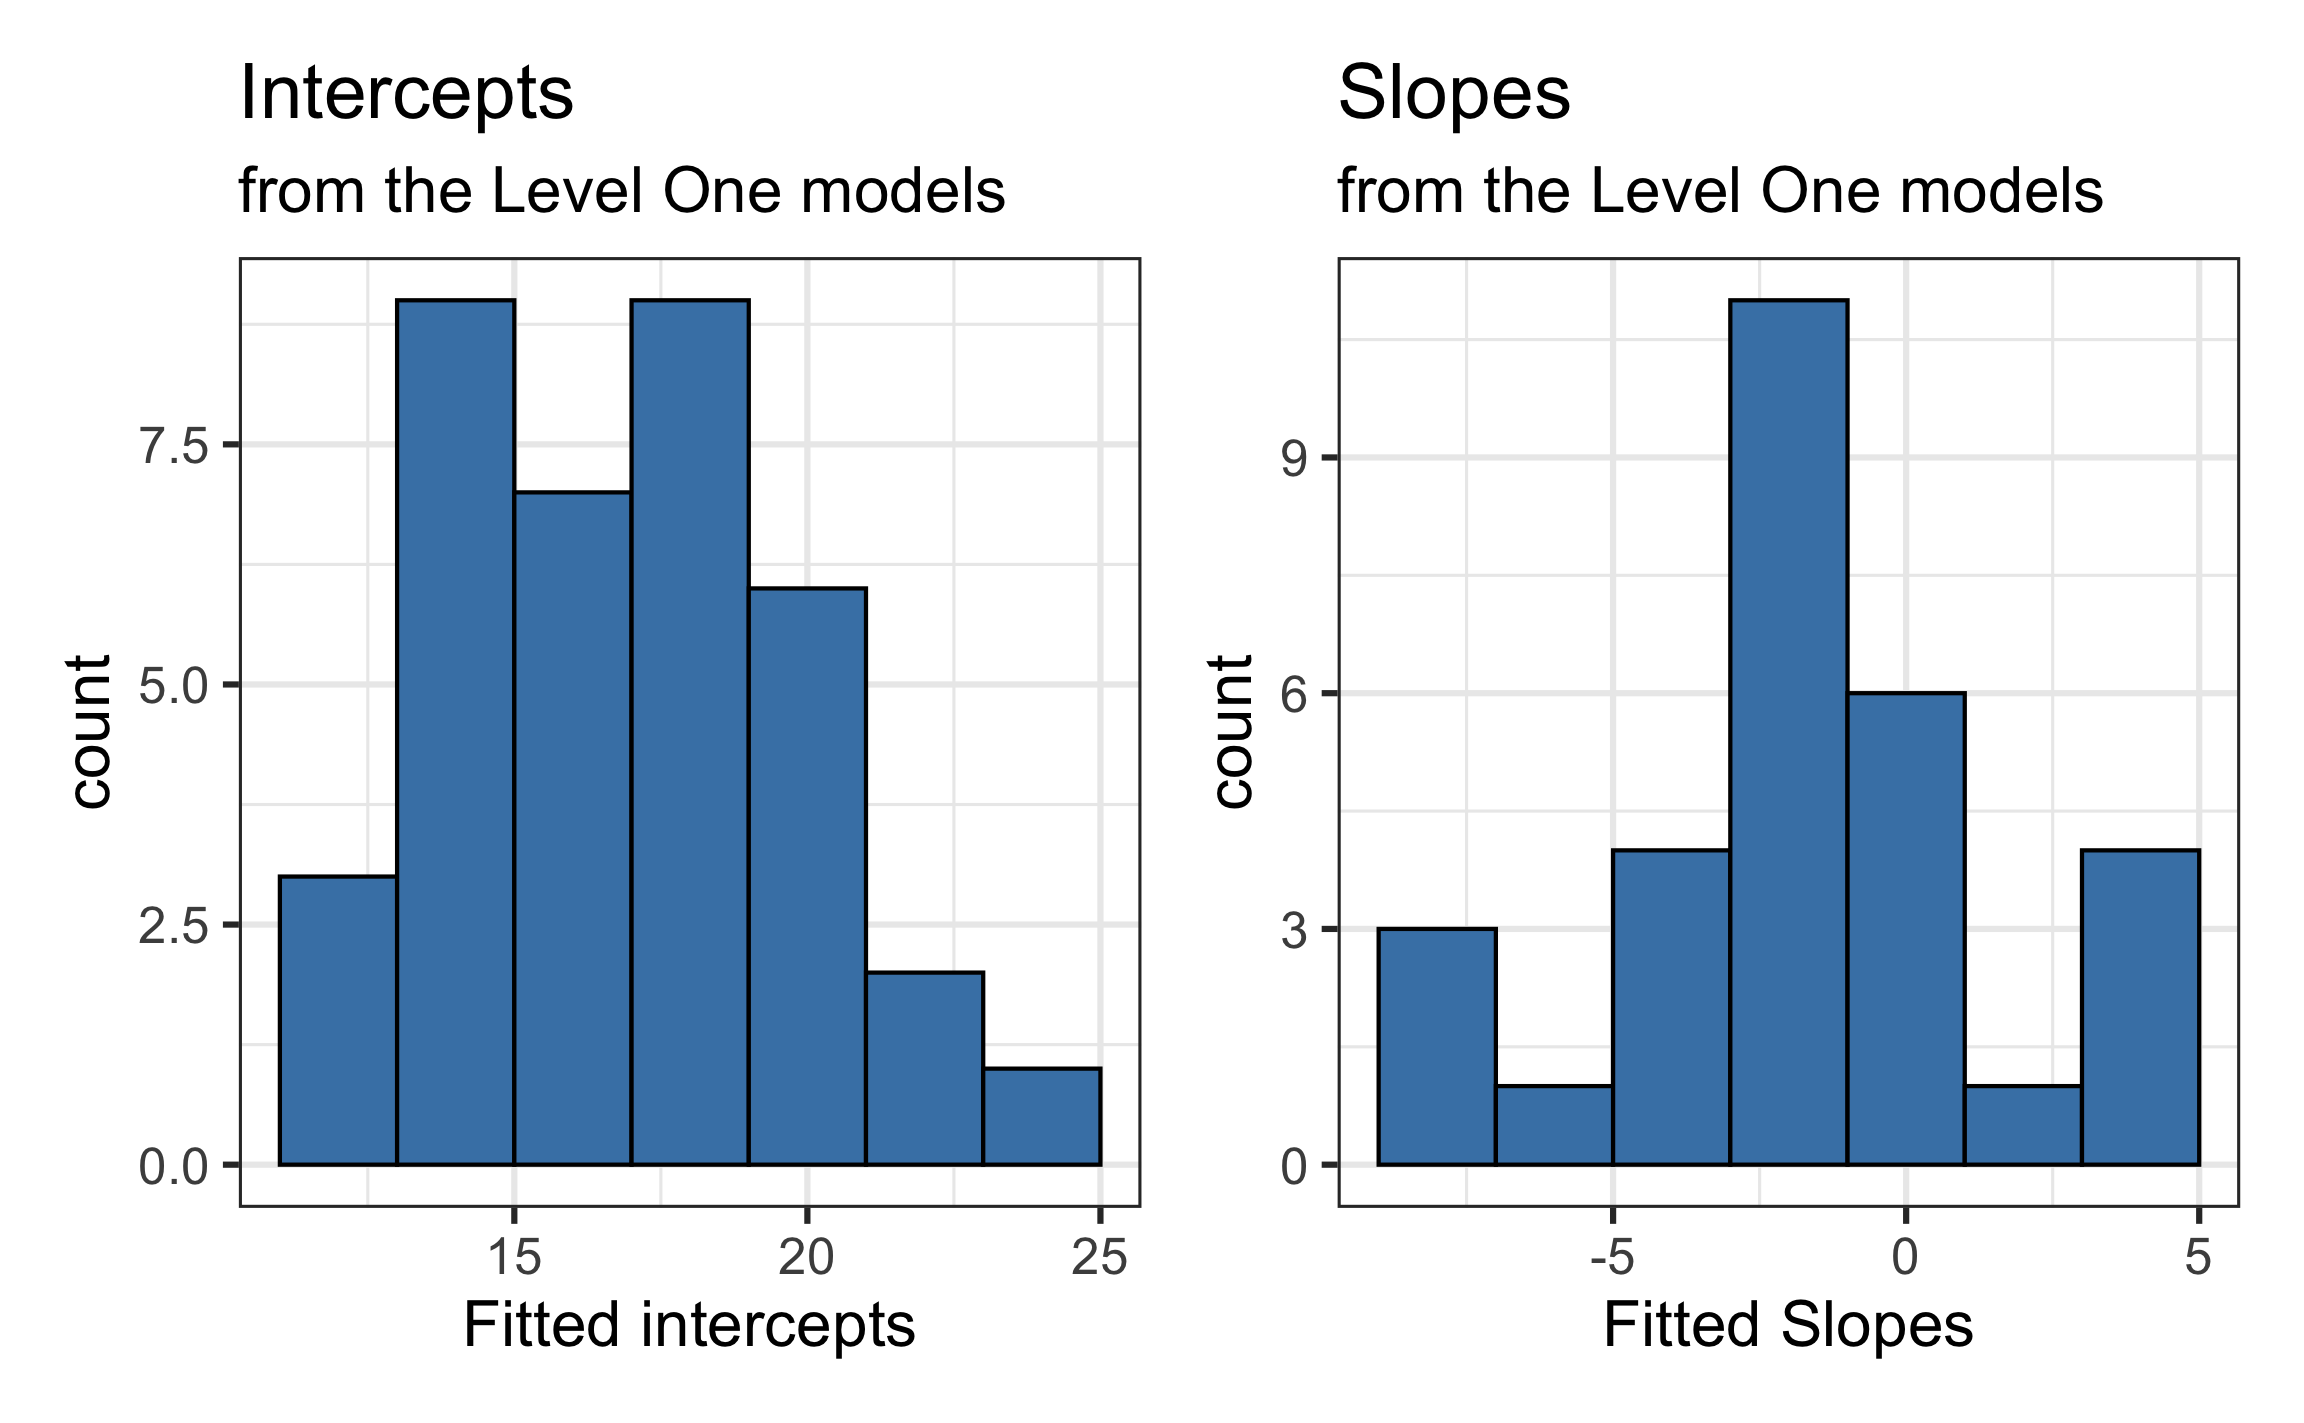 Intercepts
from the Level One models
count
7.5
5.0
2.5
0.0
15 20 25
Fitted intercepts
Slopes
from the Level One models
count
9
6
3
0
-5 0 5
Fitted Slopes